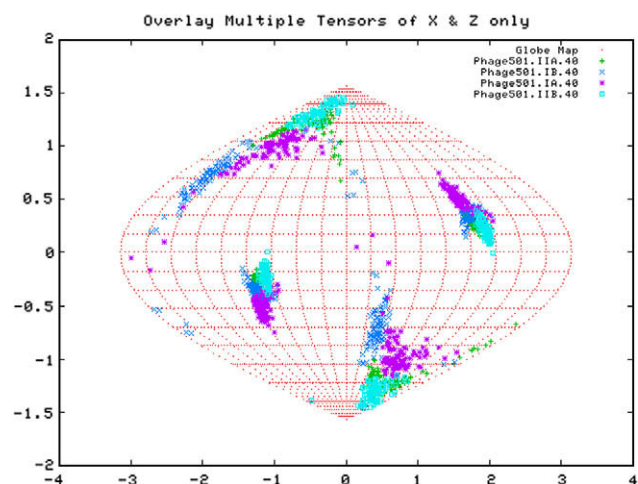 Overlay Multiple Tensors of X & Z only
Globe Map
Phage501.IIA.40
Phage501.IB.40
Phage501.IA.40
Phage501.IIB.40
2
1.5
1
0.5
0
-0.5
-1
-1.5
-2
-4 -3 -2 -1 0 1 2 3 4